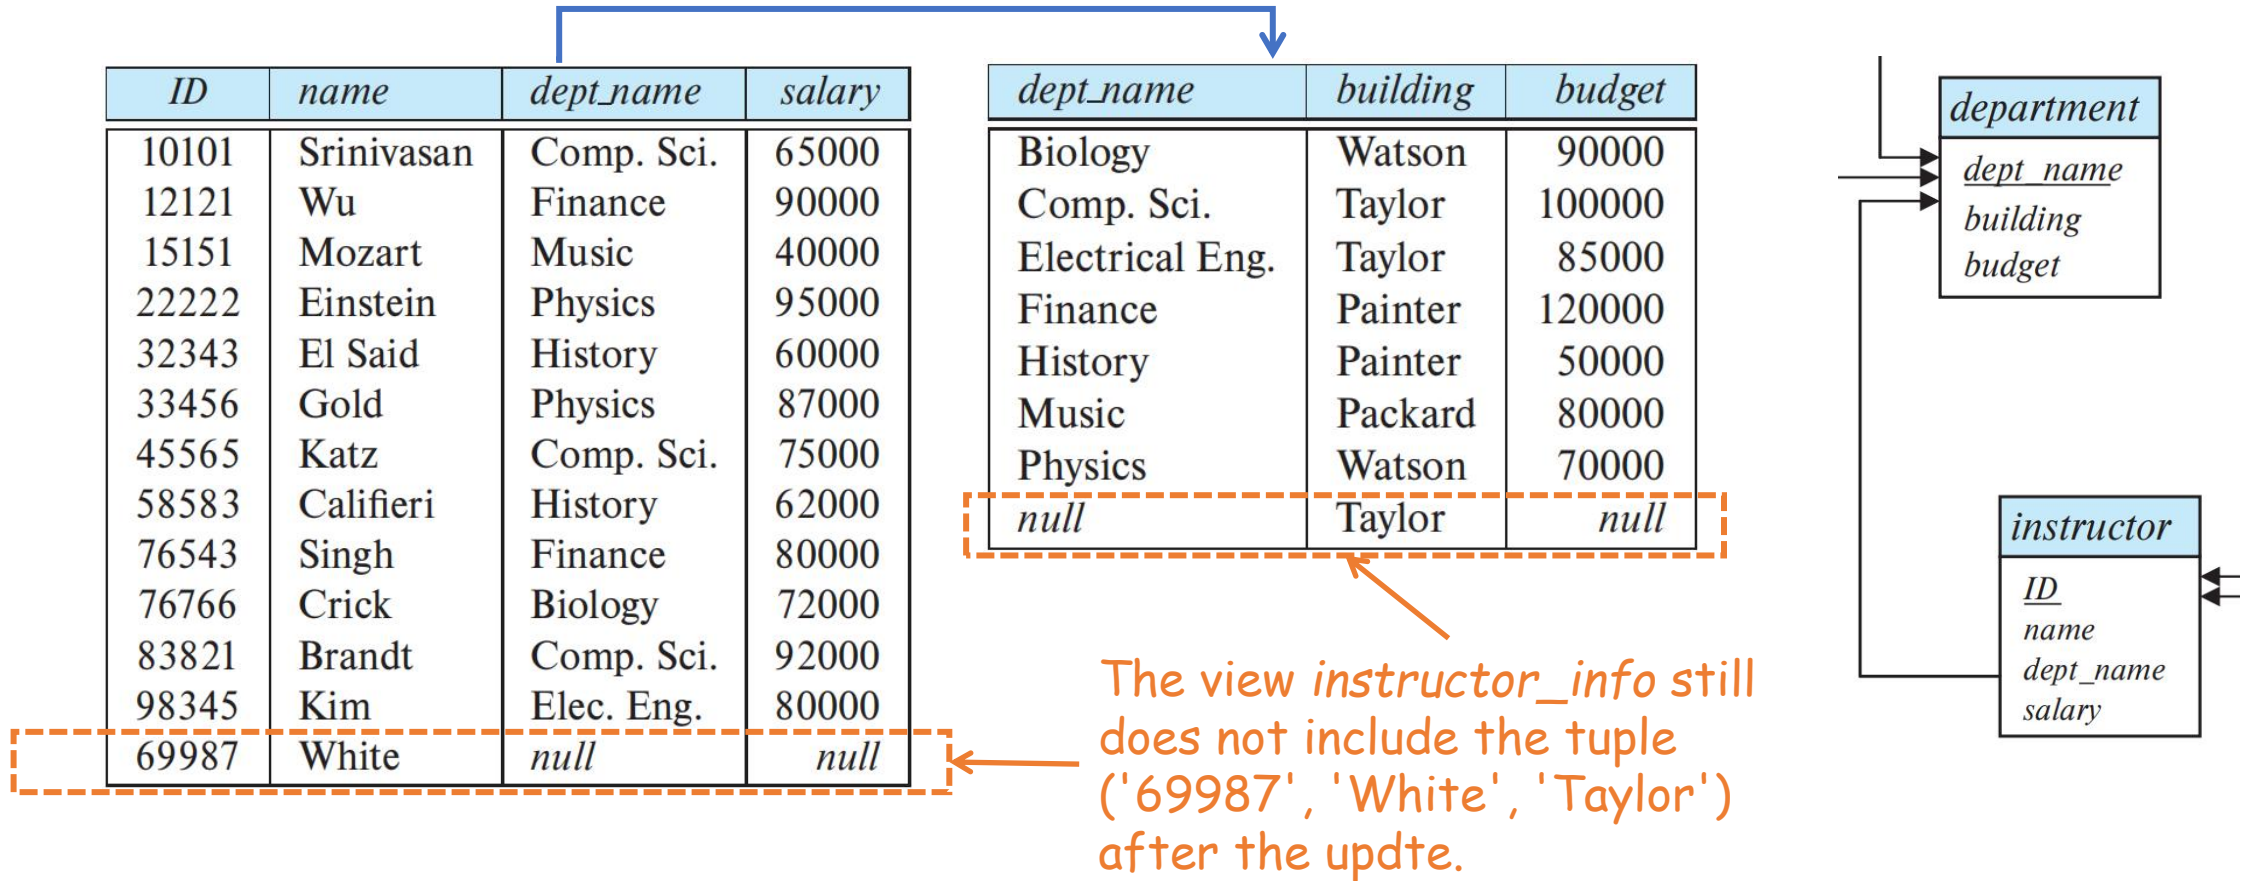 ID name dept_name salary
10101 Srinivasan Comp. Sci. 65000
12121 Wu Finance 90000
15151 Mozart Music 40000
22222 Einstein Physics 95000
32343 El Said History 60000
33456 Gold Physics 87000
45565 Katz Comp. Sci. 75000
58583 Califieri History 62000
76543 Singh Finance 80000
76766 Crick Biology 72000
83821 Brandt Comp. Sci. 92000
98345 Kim Elec. Eng. 80000
69987 White null null
dept_name building budget
Biology Watson 90000
Comp. Sci. Taylor 100000
Electrical Eng. Taylor 85000
Finance Painter 120000
History Painter 50000
Music Packard 80000
Physics Watson 70000
null Taylor null
The view instructor_info still
does not include the tuple
('69987', 'White', 'Taylor')
after the updte.
department
dept_name
building
budget
instructor
ID
name
dept_name
salary